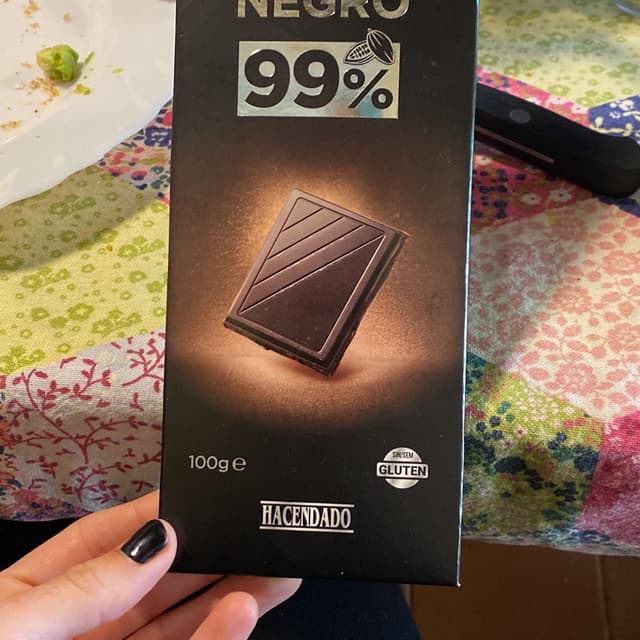 NEGRO
99%
100g e
SIN/SEM
GLUTEN
HACENDADO